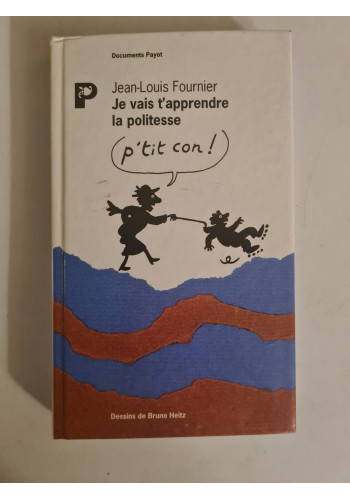 Documents Payot
P
Jean-Louis Fournier
Je vais t'apprendre
la politesse
p'tit con!
Dessins de Bruno Heitz